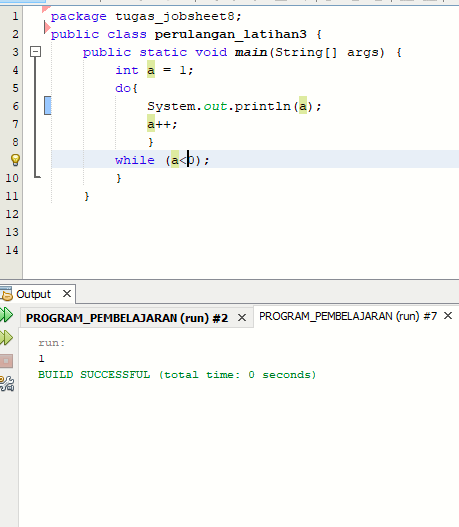 1 package tugas_jobsheet8;
2 public class perulangan_latihan3 {
3 public static void main(String[] args) {
4 int a = 1;
5 do{
6 System.out.println(a);
7 a++;
8 }
while (a<0);
10 }
11 }
12
13
14
Output X
PROGRAM_PEMBELAJARAN (run) #2 X PROGRAM_PEMBELAJARAN (run) #7 X
run:
1
BUILD SUCCESSFUL (total time: 0 seconds)